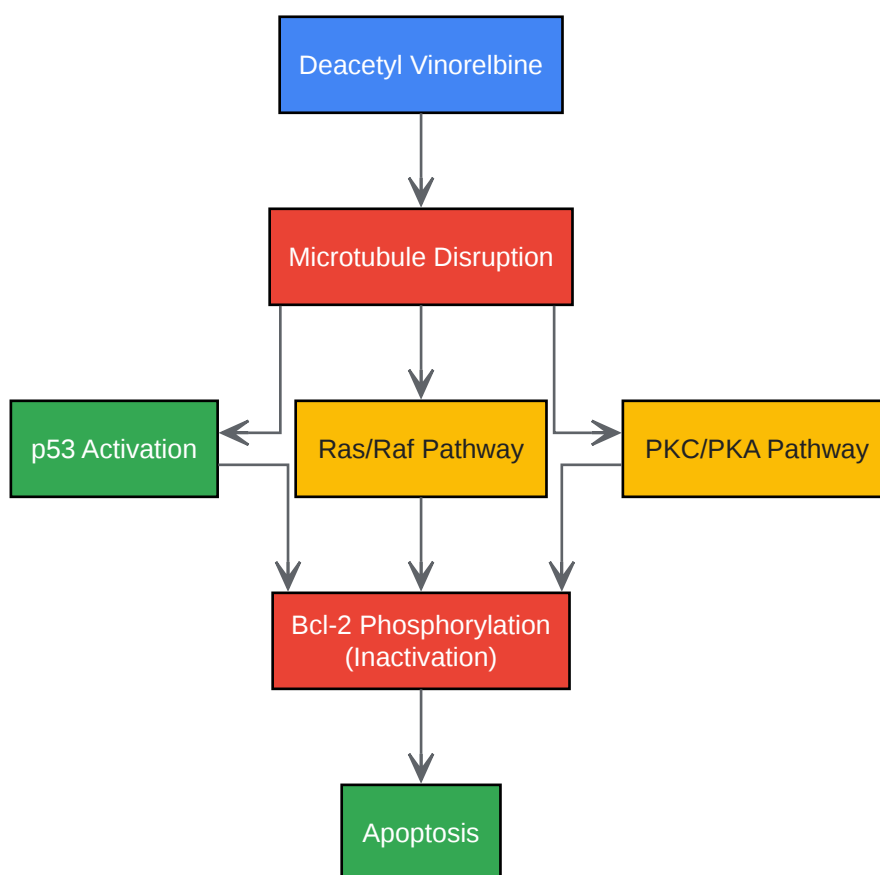 Deacetyl Vinorelbine
Microtubule Disruption
p53 Activation
Ras/Raf Pathway
PKC/PKA Pathway
Bcl-2 Phosphorylation
(Inactivation)
Apoptosis